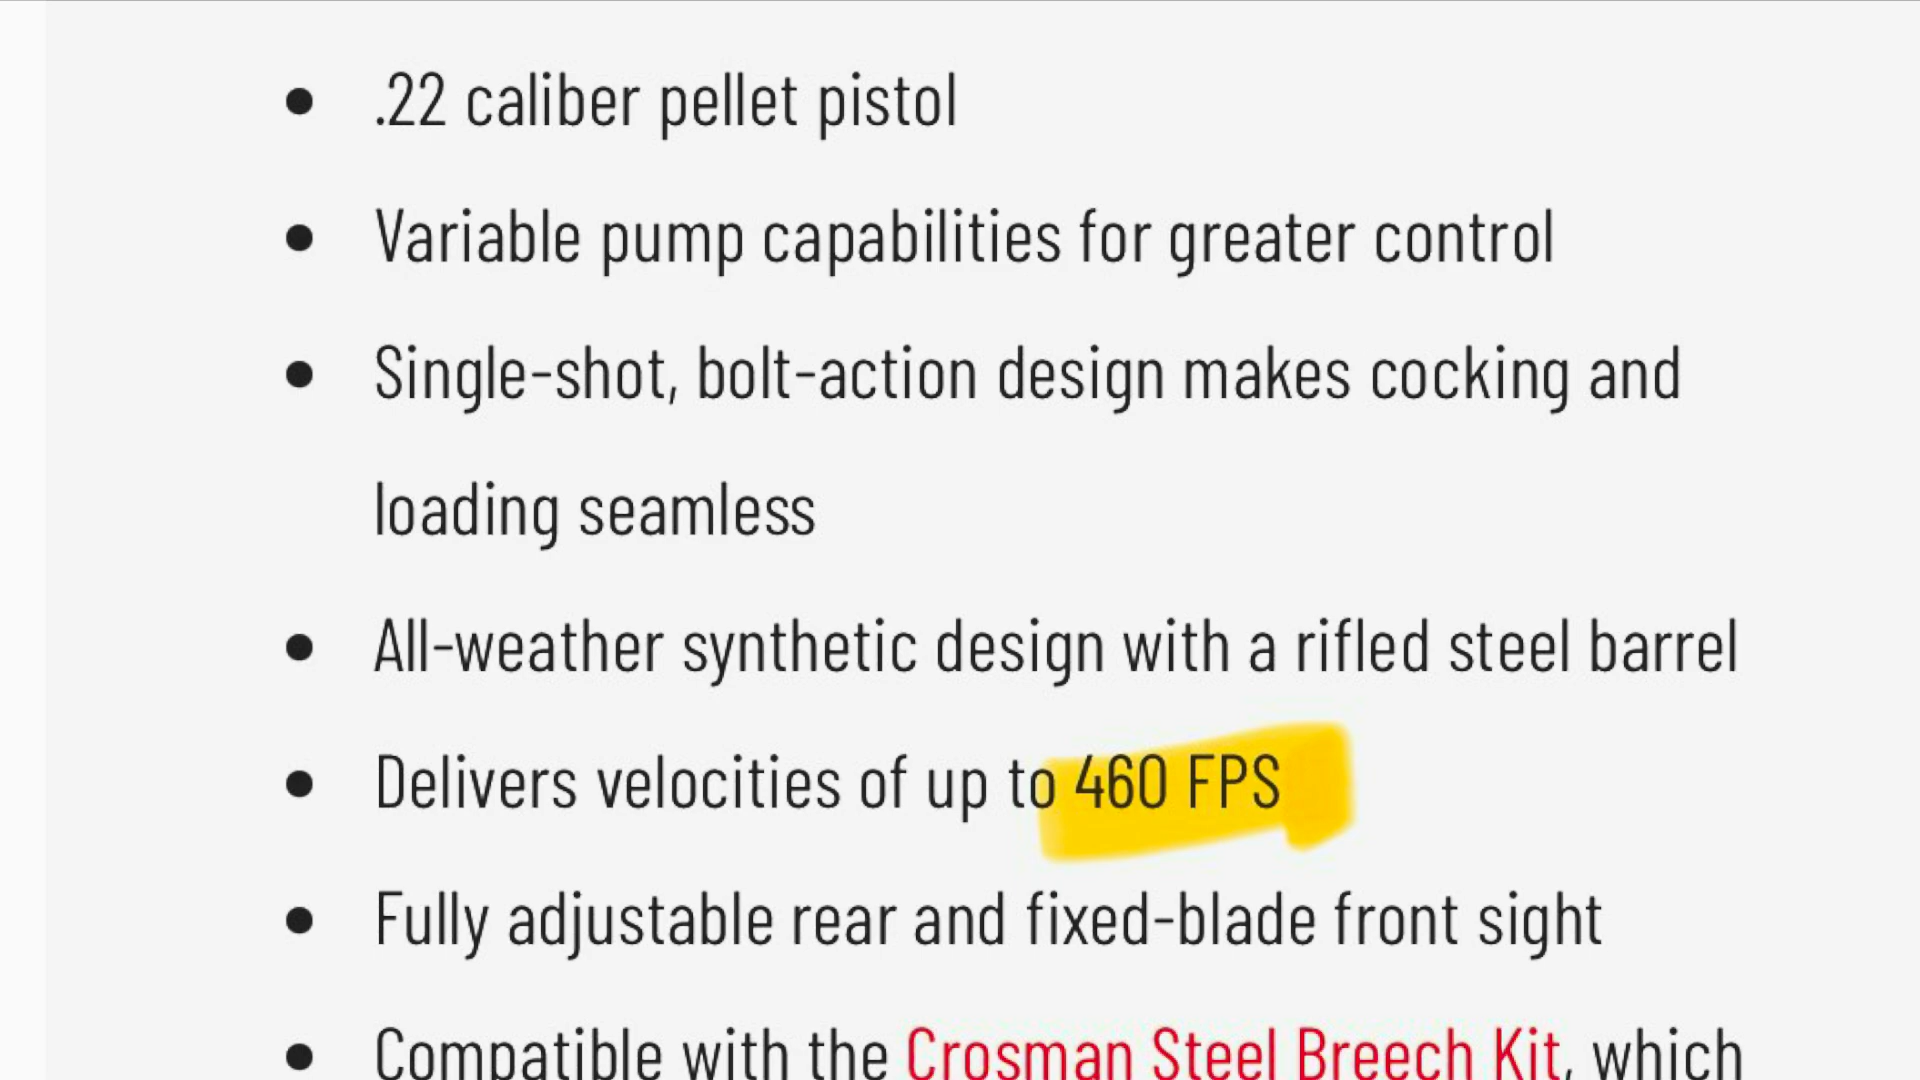 .22 caliber pellet pistol
Variable pump capabilities for greater control
Single-shot, bolt-action design makes cocking and
loading seamless
All-weather synthetic design with a rifled steel barrel
Delivers velocities of up to 460 FPS
Fully adjustable rear and fixed-blade front sight
Compatible with the Crosman Steel Breech Kit, which